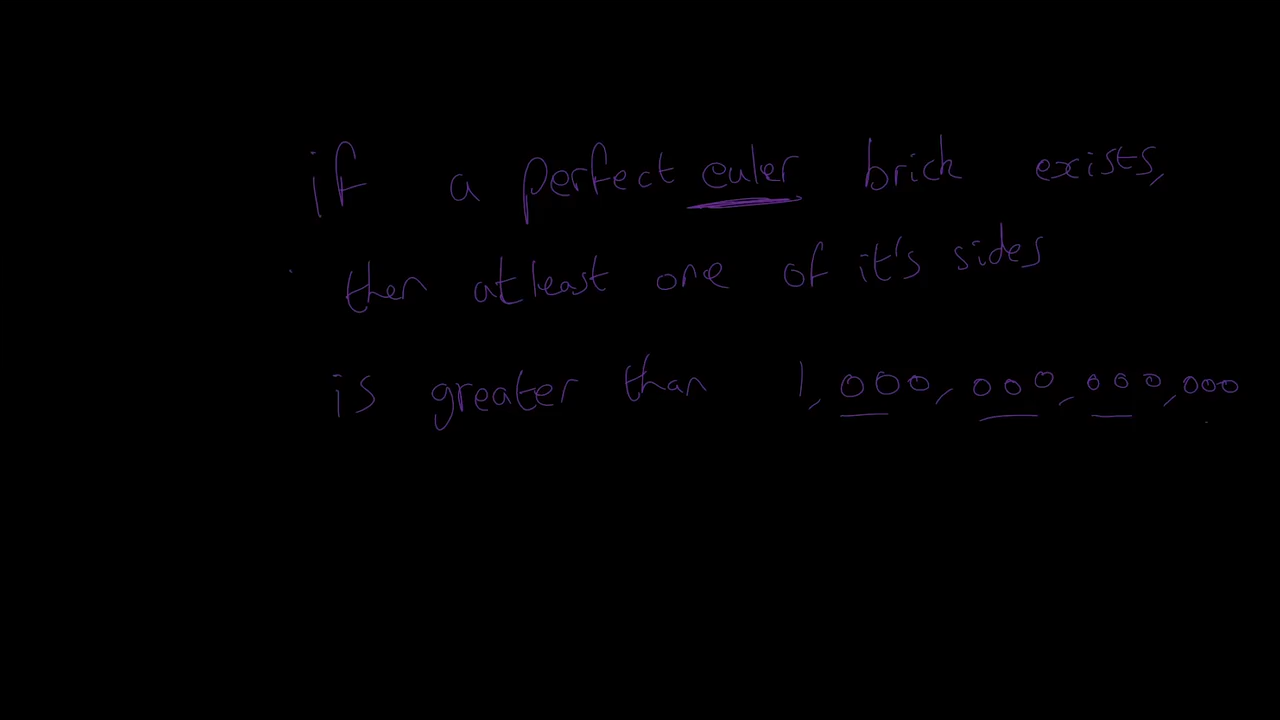 if a perfect euler brick exists,
then atleast one of it's sides
is greater than 1,000,000,000,000